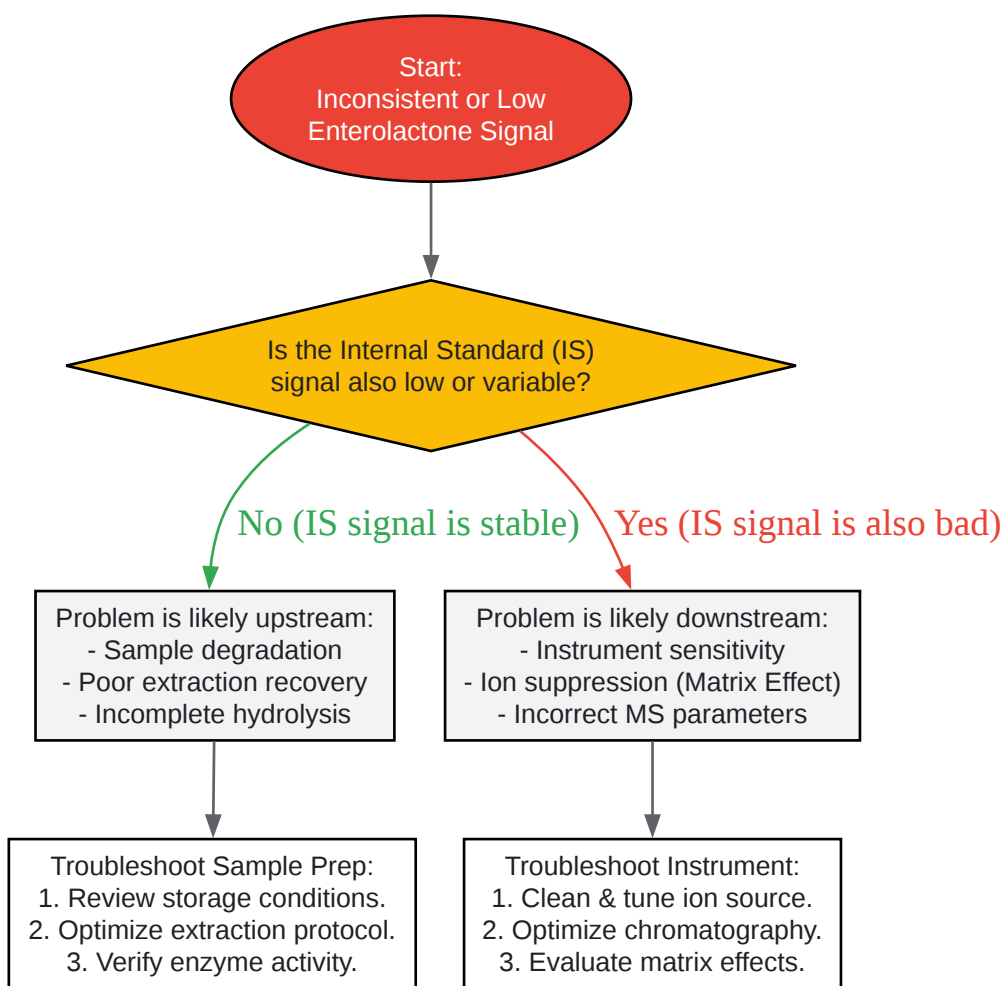 Start:
Inconsistent or Low
Enterolactone Signal
Is the Internal Standard (IS)
signal also low or variable?
No (IS signal is stable)
Yes (IS signal is also bad)
Problem is likely upstream:
- Sample degradation
- Poor extraction recovery
- Incomplete hydrolysis
Problem is likely downstream:
- Instrument sensitivity
- Ion suppression (Matrix Effect)
- Incorrect MS parameters
Troubleshoot Sample Prep:
1. Review storage conditions.
2. Optimize extraction protocol.
3. Verify enzyme activity.
Troubleshoot Instrument:
1. Clean & tune ion source.
2. Optimize chromatography.
3. Evaluate matrix effects.